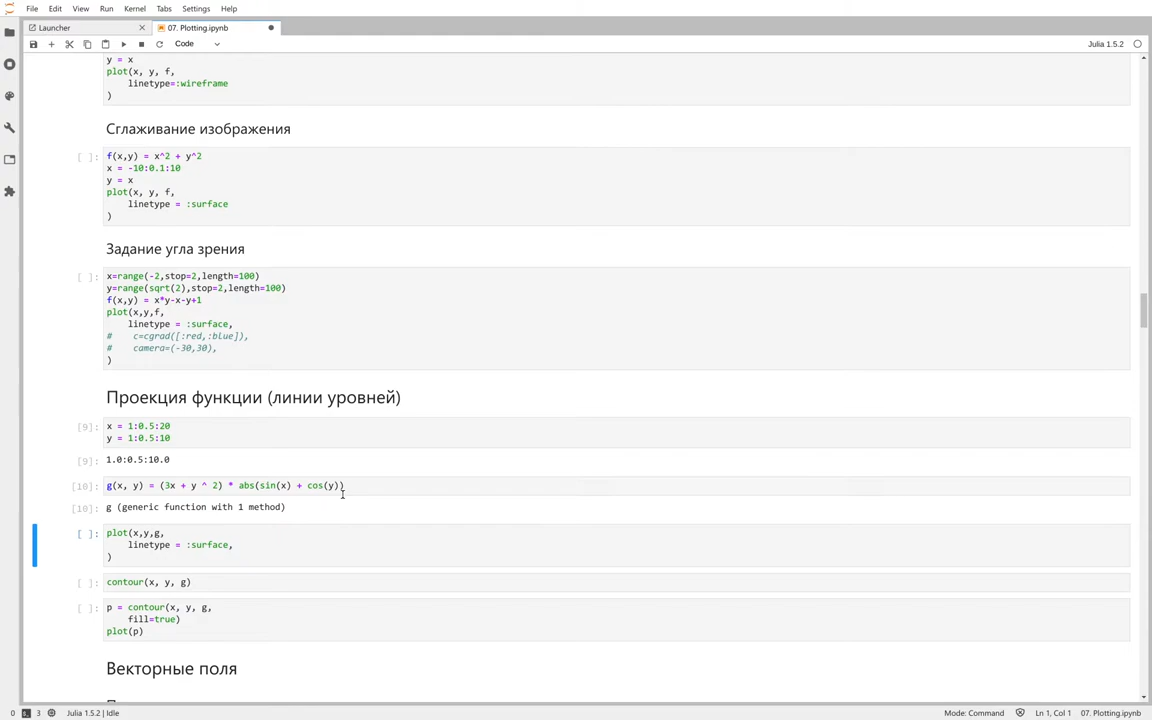 File Edit View Run Kernel Tabs Settings Help
Launcher
07. Plotting.ipynb
Code
Julia 1.5.2
y = x
plot(x, y, f,
linetype=:wireframe
)
Сглаживание изображения
[ ]:
f(x,y) = x^2 + y^2
x = -10:0.1:10
y = x
plot(x, y, f,
linetype = :surface
)
Задание угла зрения
[ ]:
x=range(-2,stop=2,length=100)
y=range(sqrt(2),stop=2,length=100)
f(x,y) = x*y-x-y+1
plot(x,y,f,
linetype = :surface,
# c=cgrad([:red,:blue]),
# camera=(-30,30),
)
Проекция функции (линии уровней)
[9]:
x = 1:0.5:20
y = 1:0.5:10
[9]: 1.0:0.5:10.0
[10]: g(x, y) = (3x + y ^ 2) * abs(sin(x) + cos(y))
[10]: g (generic function with 1 method)
[ ]:
plot(x,y,g,
linetype = :surface,
)
[ ]: contour(x, y, g)
[ ]:
p = contour(x, y, g,
fill=true)
plot(p)
Векторные поля
0 3 Julia 1.5.2 | Idle
Mode: Command Ln 1, Col 1 07. Plotting.ipynb